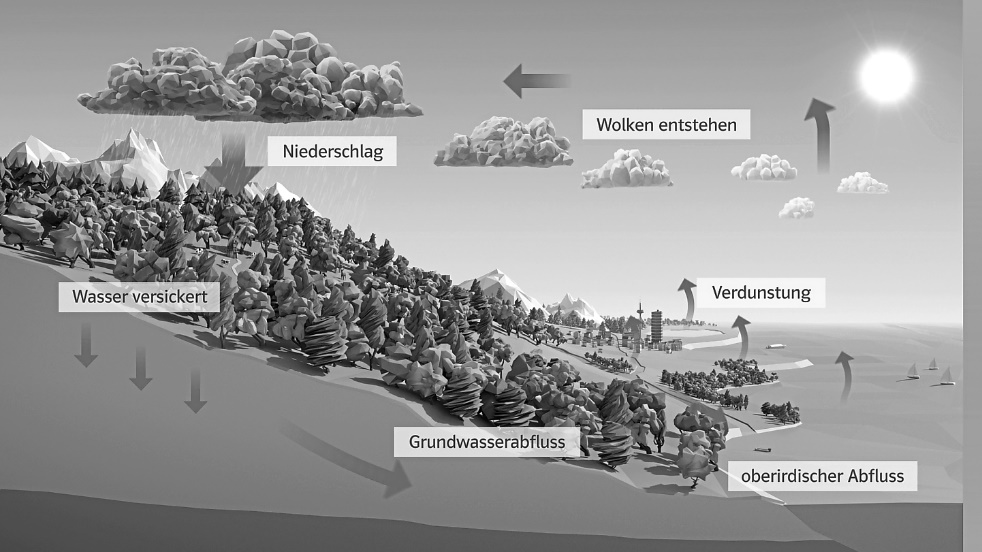 Wolken entstehen
Niederschlag
Wasser versickert
Verdunstung
Grundwasserabfluss
oberirdischer Abfluss